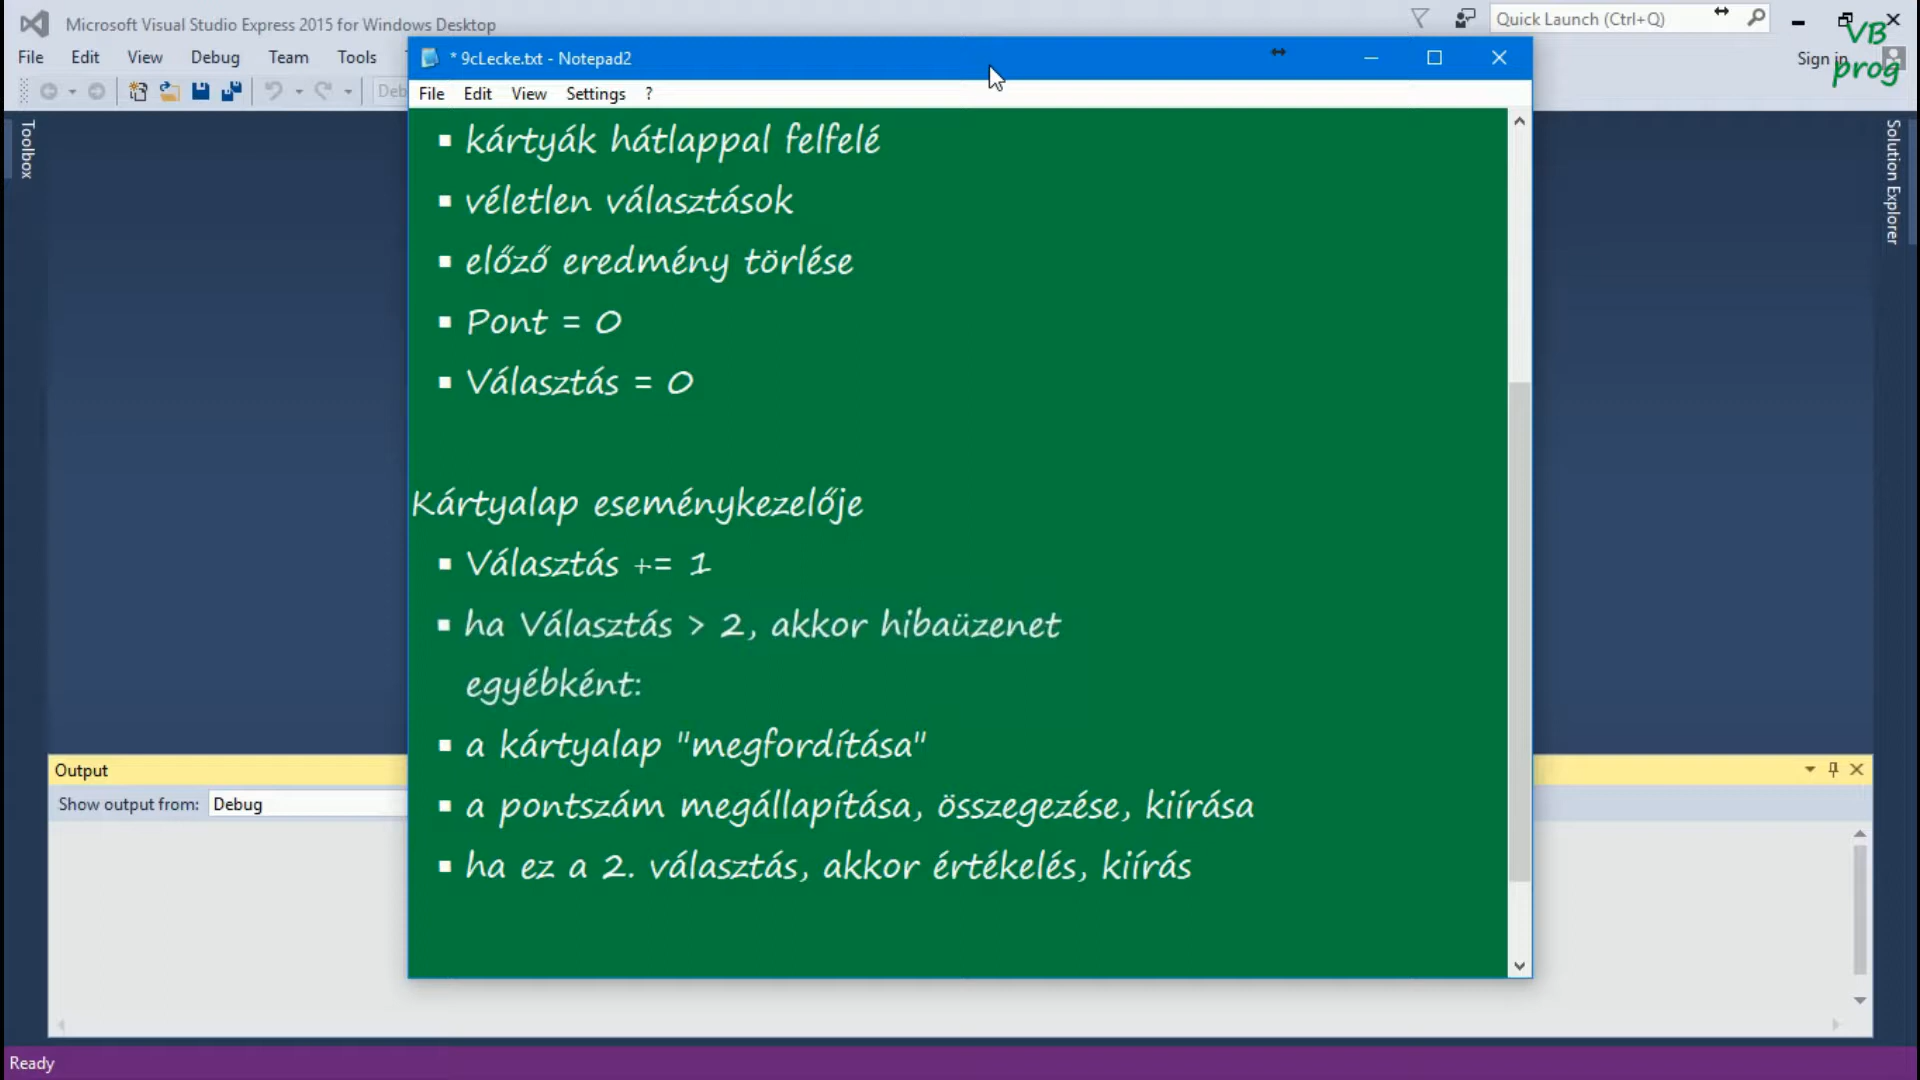 Microsoft Visual Studio Express 2015 for Windows Desktop
Quick Launch (Ctrl+Q)
VB
prog
File Edit View Debug Team Tools
Sign in
Deb
* 9cLecke.txt - Notepad2
File Edit View Settings ?
Toolbox
Solution Explorer
▪ kártyák hátlappal felfelé
▪ véletlen választások
▪ előző eredmény törlése
▪ Pont = 0
▪ Választás = 0
Kártyalap eseménykezelője
▪ Választás += 1
▪ ha Választás > 2, akkor hibaüzenet
egyébként:
▪ a kártyalap "megfordítása"
▪ a pontszám megállapítása, összegezése, kiírása
▪ ha ez a 2. választás, akkor értékelés, kiírás
Output
Show output from: Debug
Ready